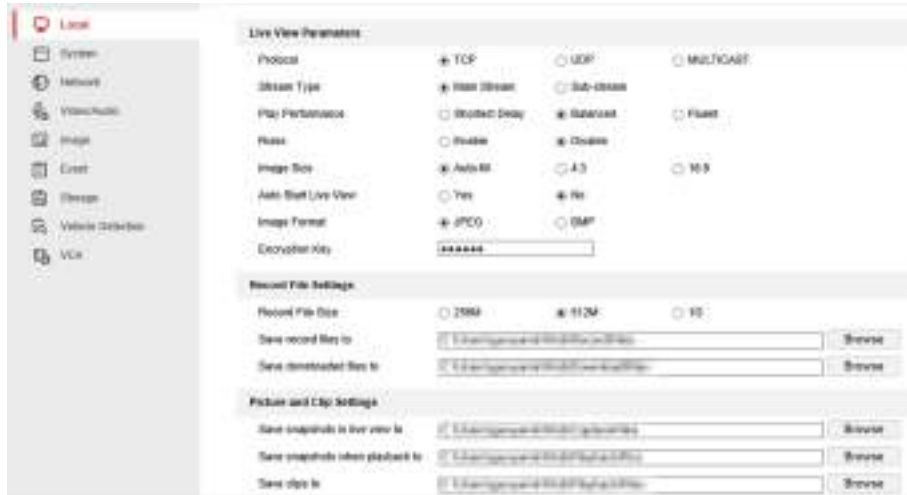 Local
System
Network
Video/Audio
Image
Event
Storage
Vehicle Detection
VCA
Live View Parameters
Protocol TCP UDP MULTICAST
Stream Type Main Stream Sub-stream
Play Performance Shortest Delay Balanced Fluent
Rules Enable Disable
Image Size Auto-fill 4:3 16:9
Auto Start Live View Yes No
Image Format JPEG BMP
Encryption Key ••••••
Record File Settings
Record File Size 256M 512M 1G
Save record files to Browse
Save downloaded files to Browse
Picture and Clip Settings
Save snapshots in live view to Browse
Save snapshots when playback to Browse
Save clips to Browse